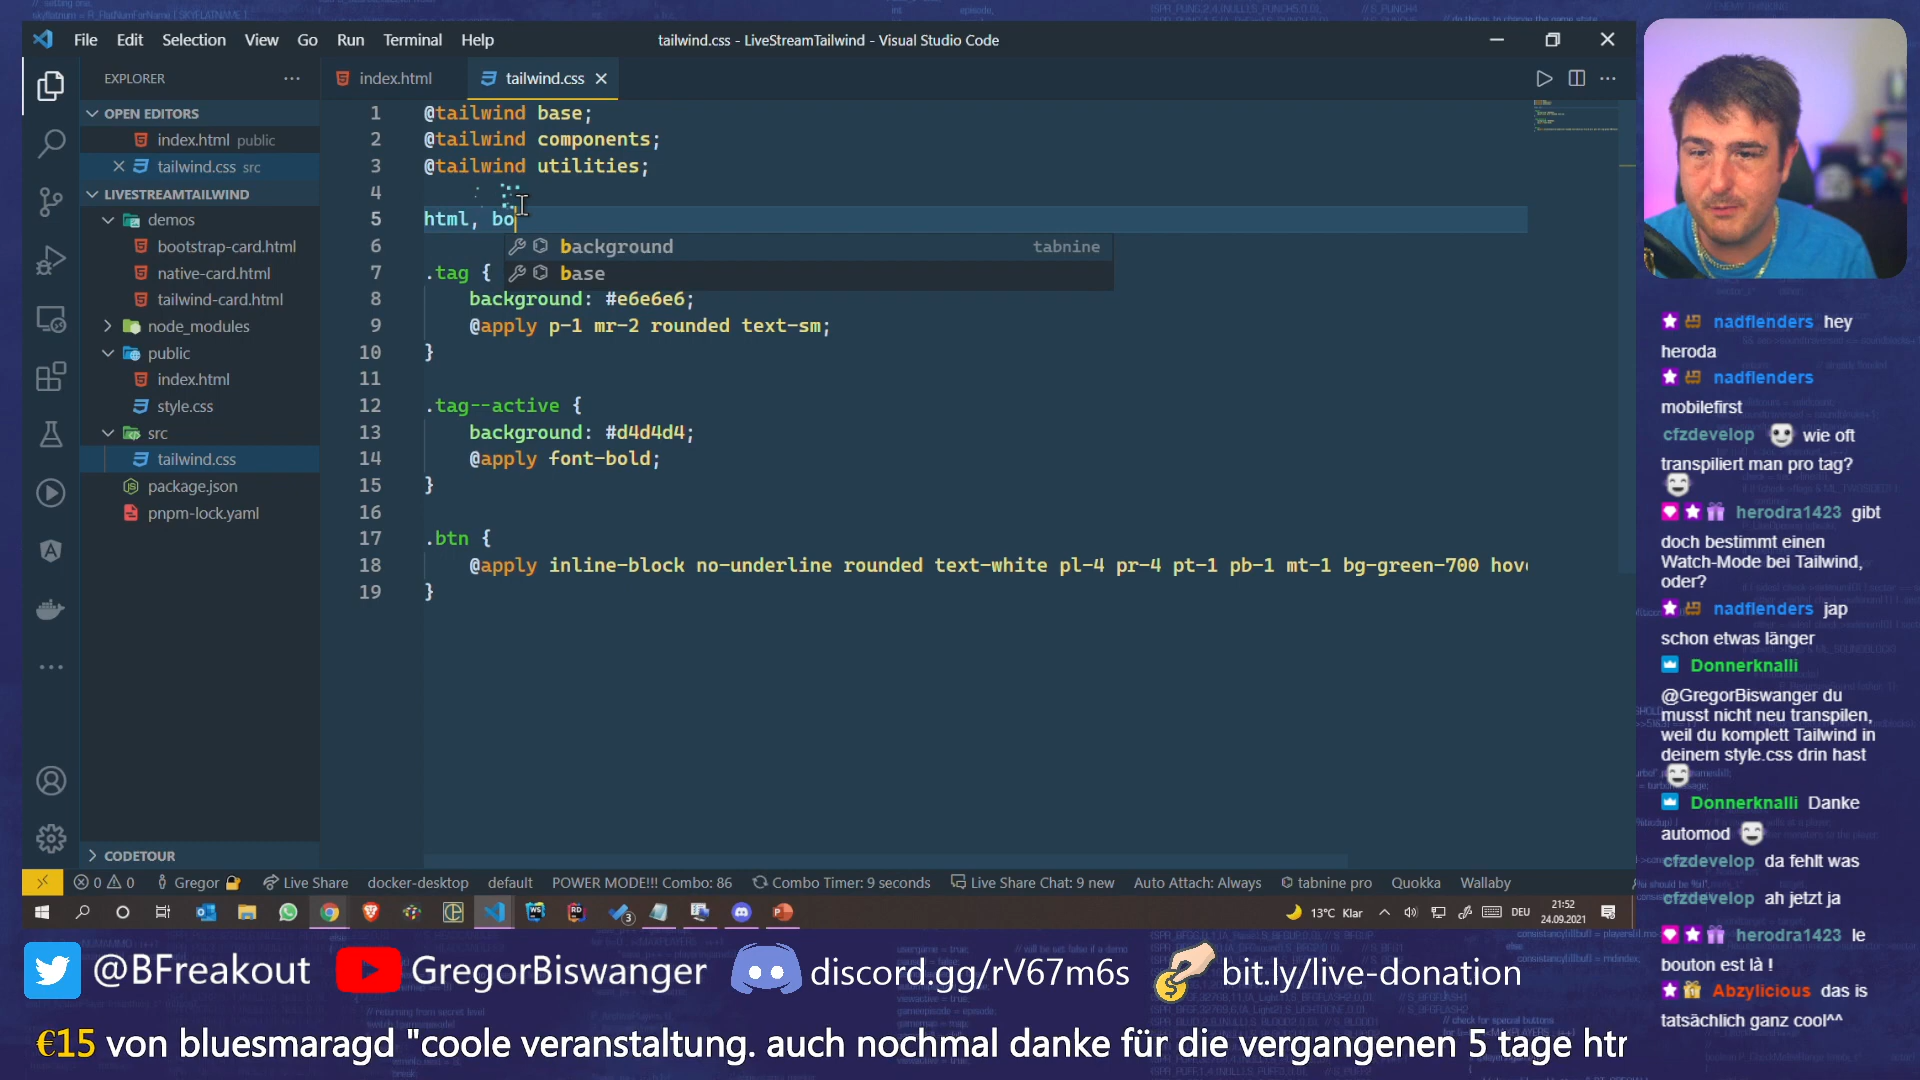 File Edit Selection View Go Run Terminal Help
tailwind.css - LiveStreamTailwind - Visual Studio Code
EXPLORER
OPEN EDITORS
index.html public
tailwind.css src
LIVESTREAMTAILWIND
demos
bootstrap-card.html
native-card.html
tailwind-card.html
node_modules
public
index.html
style.css
src
tailwind.css
package.json
pnpm-lock.yaml
CODETOUR
index.html
tailwind.css
1 @tailwind base;
2 @tailwind components;
3 @tailwind utilities;
4
5 html, bo
background tabnine
base
6
7 .tag {
8 background: #e6e6e6;
9 @apply p-1 mr-2 rounded text-sm;
10 }
11
12 .tag--active {
13 background: #d4d4d4;
14 @apply font-bold;
15 }
16
17 .btn {
18 @apply inline-block no-underline rounded text-white pl-4 pr-4 pt-1 pb-1 mt-1 bg-green-700 hov
19 }
0 0 Gregor Live Share docker-desktop default POWER MODE!!! Combo: 86 Combo Timer: 9 seconds Live Share Chat: 9 new Auto Attach: Always tabnine pro Quokka Wallaby
3
13°C Klar DEU 21:52
24.09.2021
nadflenders hey
heroda
nadflenders
mobilefirst
cfzdevelop wie oft
transpiliert man pro tag?
herodra1423 gibt
doch bestimmt einen
Watch-Mode bei Tailwind,
oder?
nadflenders jap
schon etwas länger
Donnerknalli
@GregorBiswanger du
musst nicht neu transpilen,
weil du komplett Tailwind in
deinem style.css drin hast
Donnerknalli Danke
automod
cfzdevelop da fehlt was
cfzdevelop ah jetzt ja
herodra1423 le
bouton est là !
Abzylicious das is
tatsächlich ganz cool^^
@BFreakout GregorBiswanger discord.gg/rV67m6s bit.ly/live-donation
€15 von bluesmaragd "coole veranstaltung. auch nochmal danke für die vergangenen 5 tage